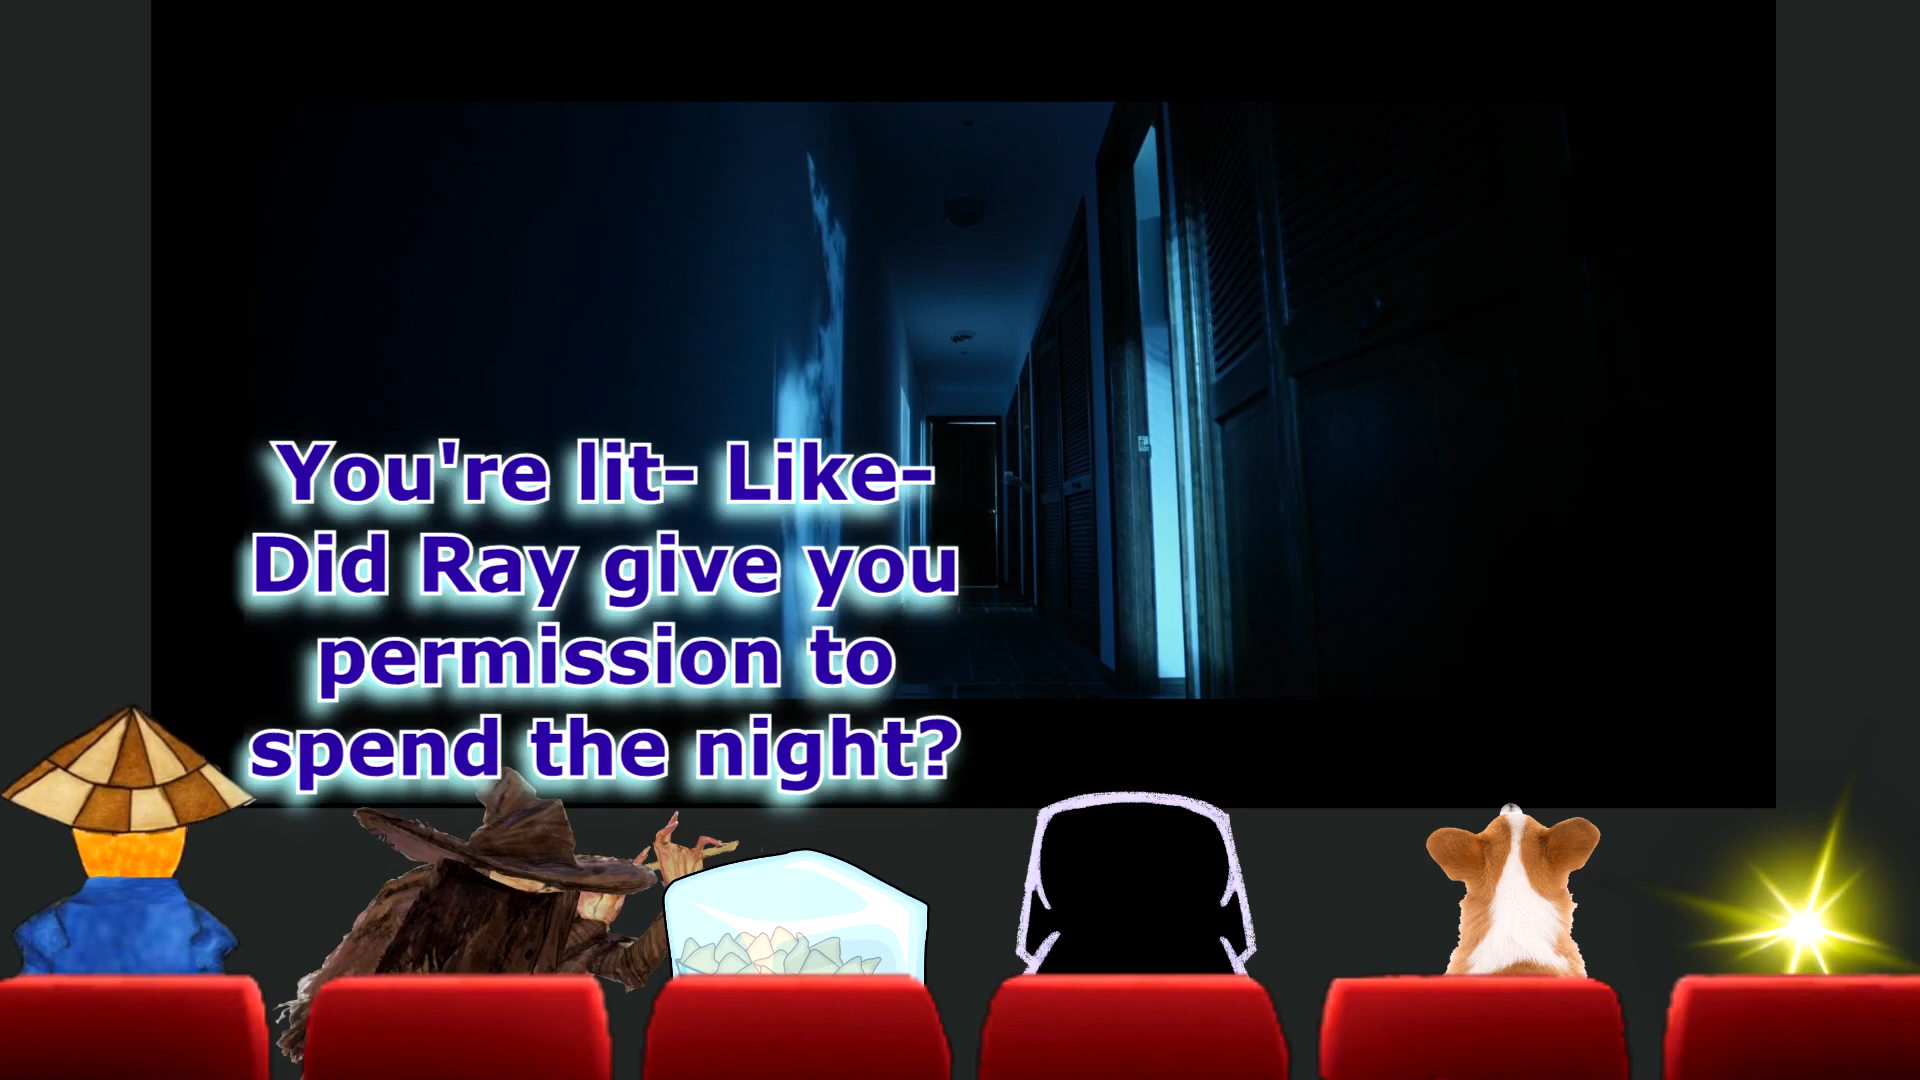 You're lit- Like-
Did Ray give you
permission to
spend the night?